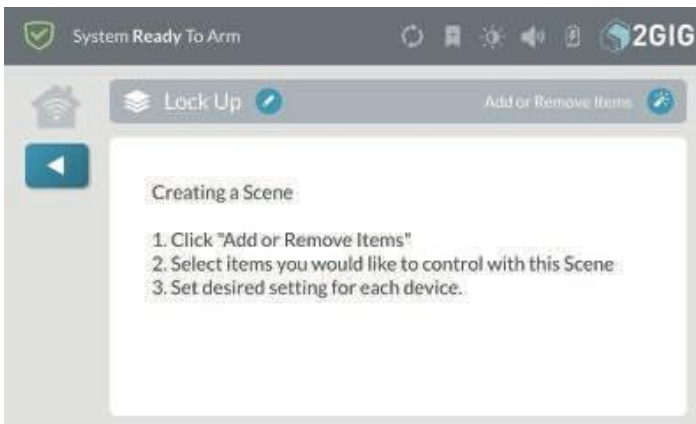 System Ready To Arm
2GIG
Lock Up
Add or Remove Items
Creating a Scene
1. Click "Add or Remove Items"
2. Select items you would like to control with this Scene
3. Set desired setting for each device.